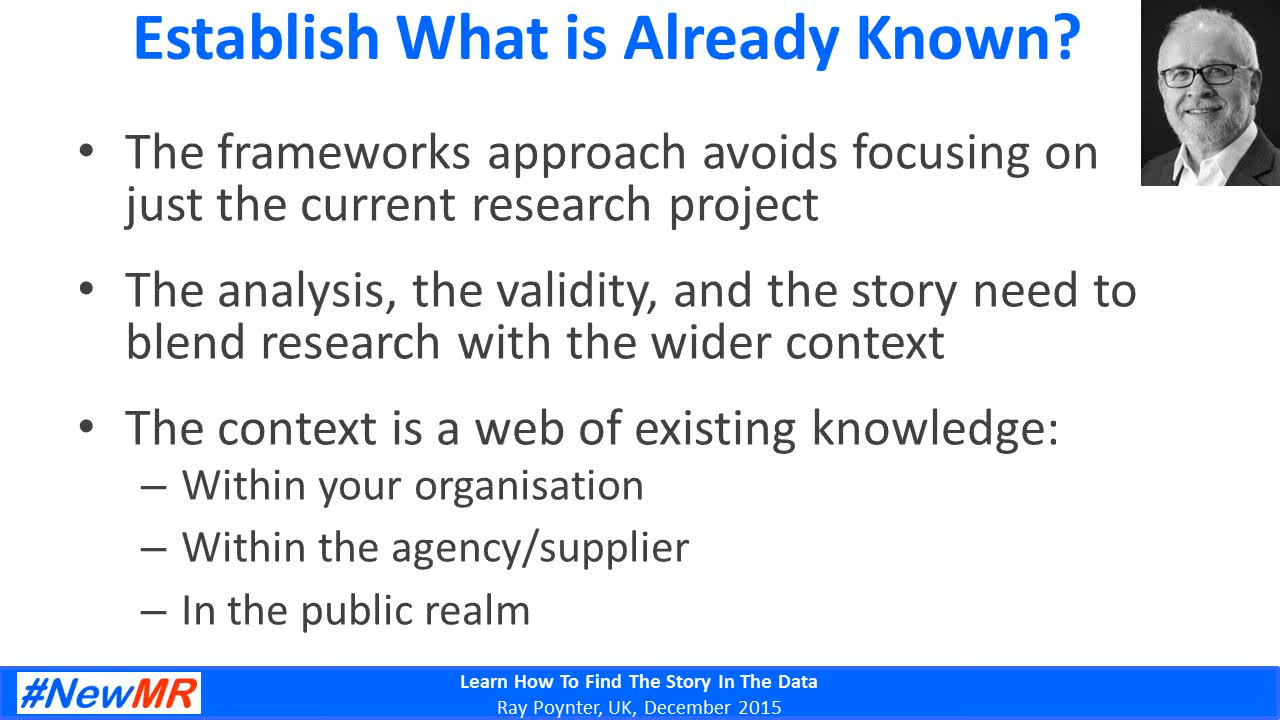 Establish What is Already Known?
• The frameworks approach avoids focusing on
just the current research project
• The analysis, the validity, and the story need to
blend research with the wider context
• The context is a web of existing knowledge:
– Within your organisation
– Within the agency/supplier
– In the public realm
#NewMR
Learn How To Find The Story In The Data
Ray Poynter, UK, December 2015